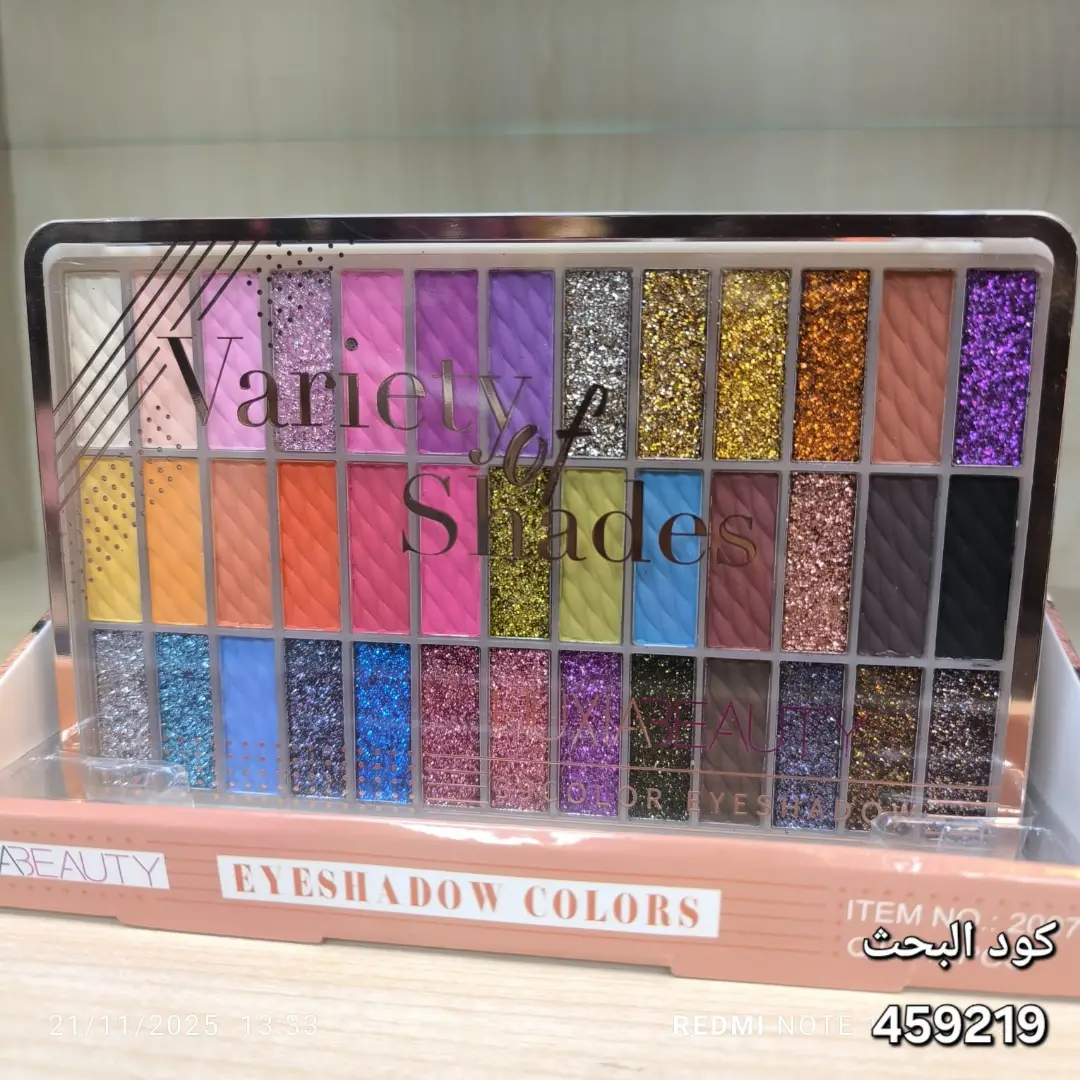 Variety
of
Shades
HUXIABEAUTY
COLOR EYESHADOW
ABEAUTY
EYESHADOW COLORS
ITEM NO.:
كود البحث
459219
21/11/2025 13:33
REDMI NOTE